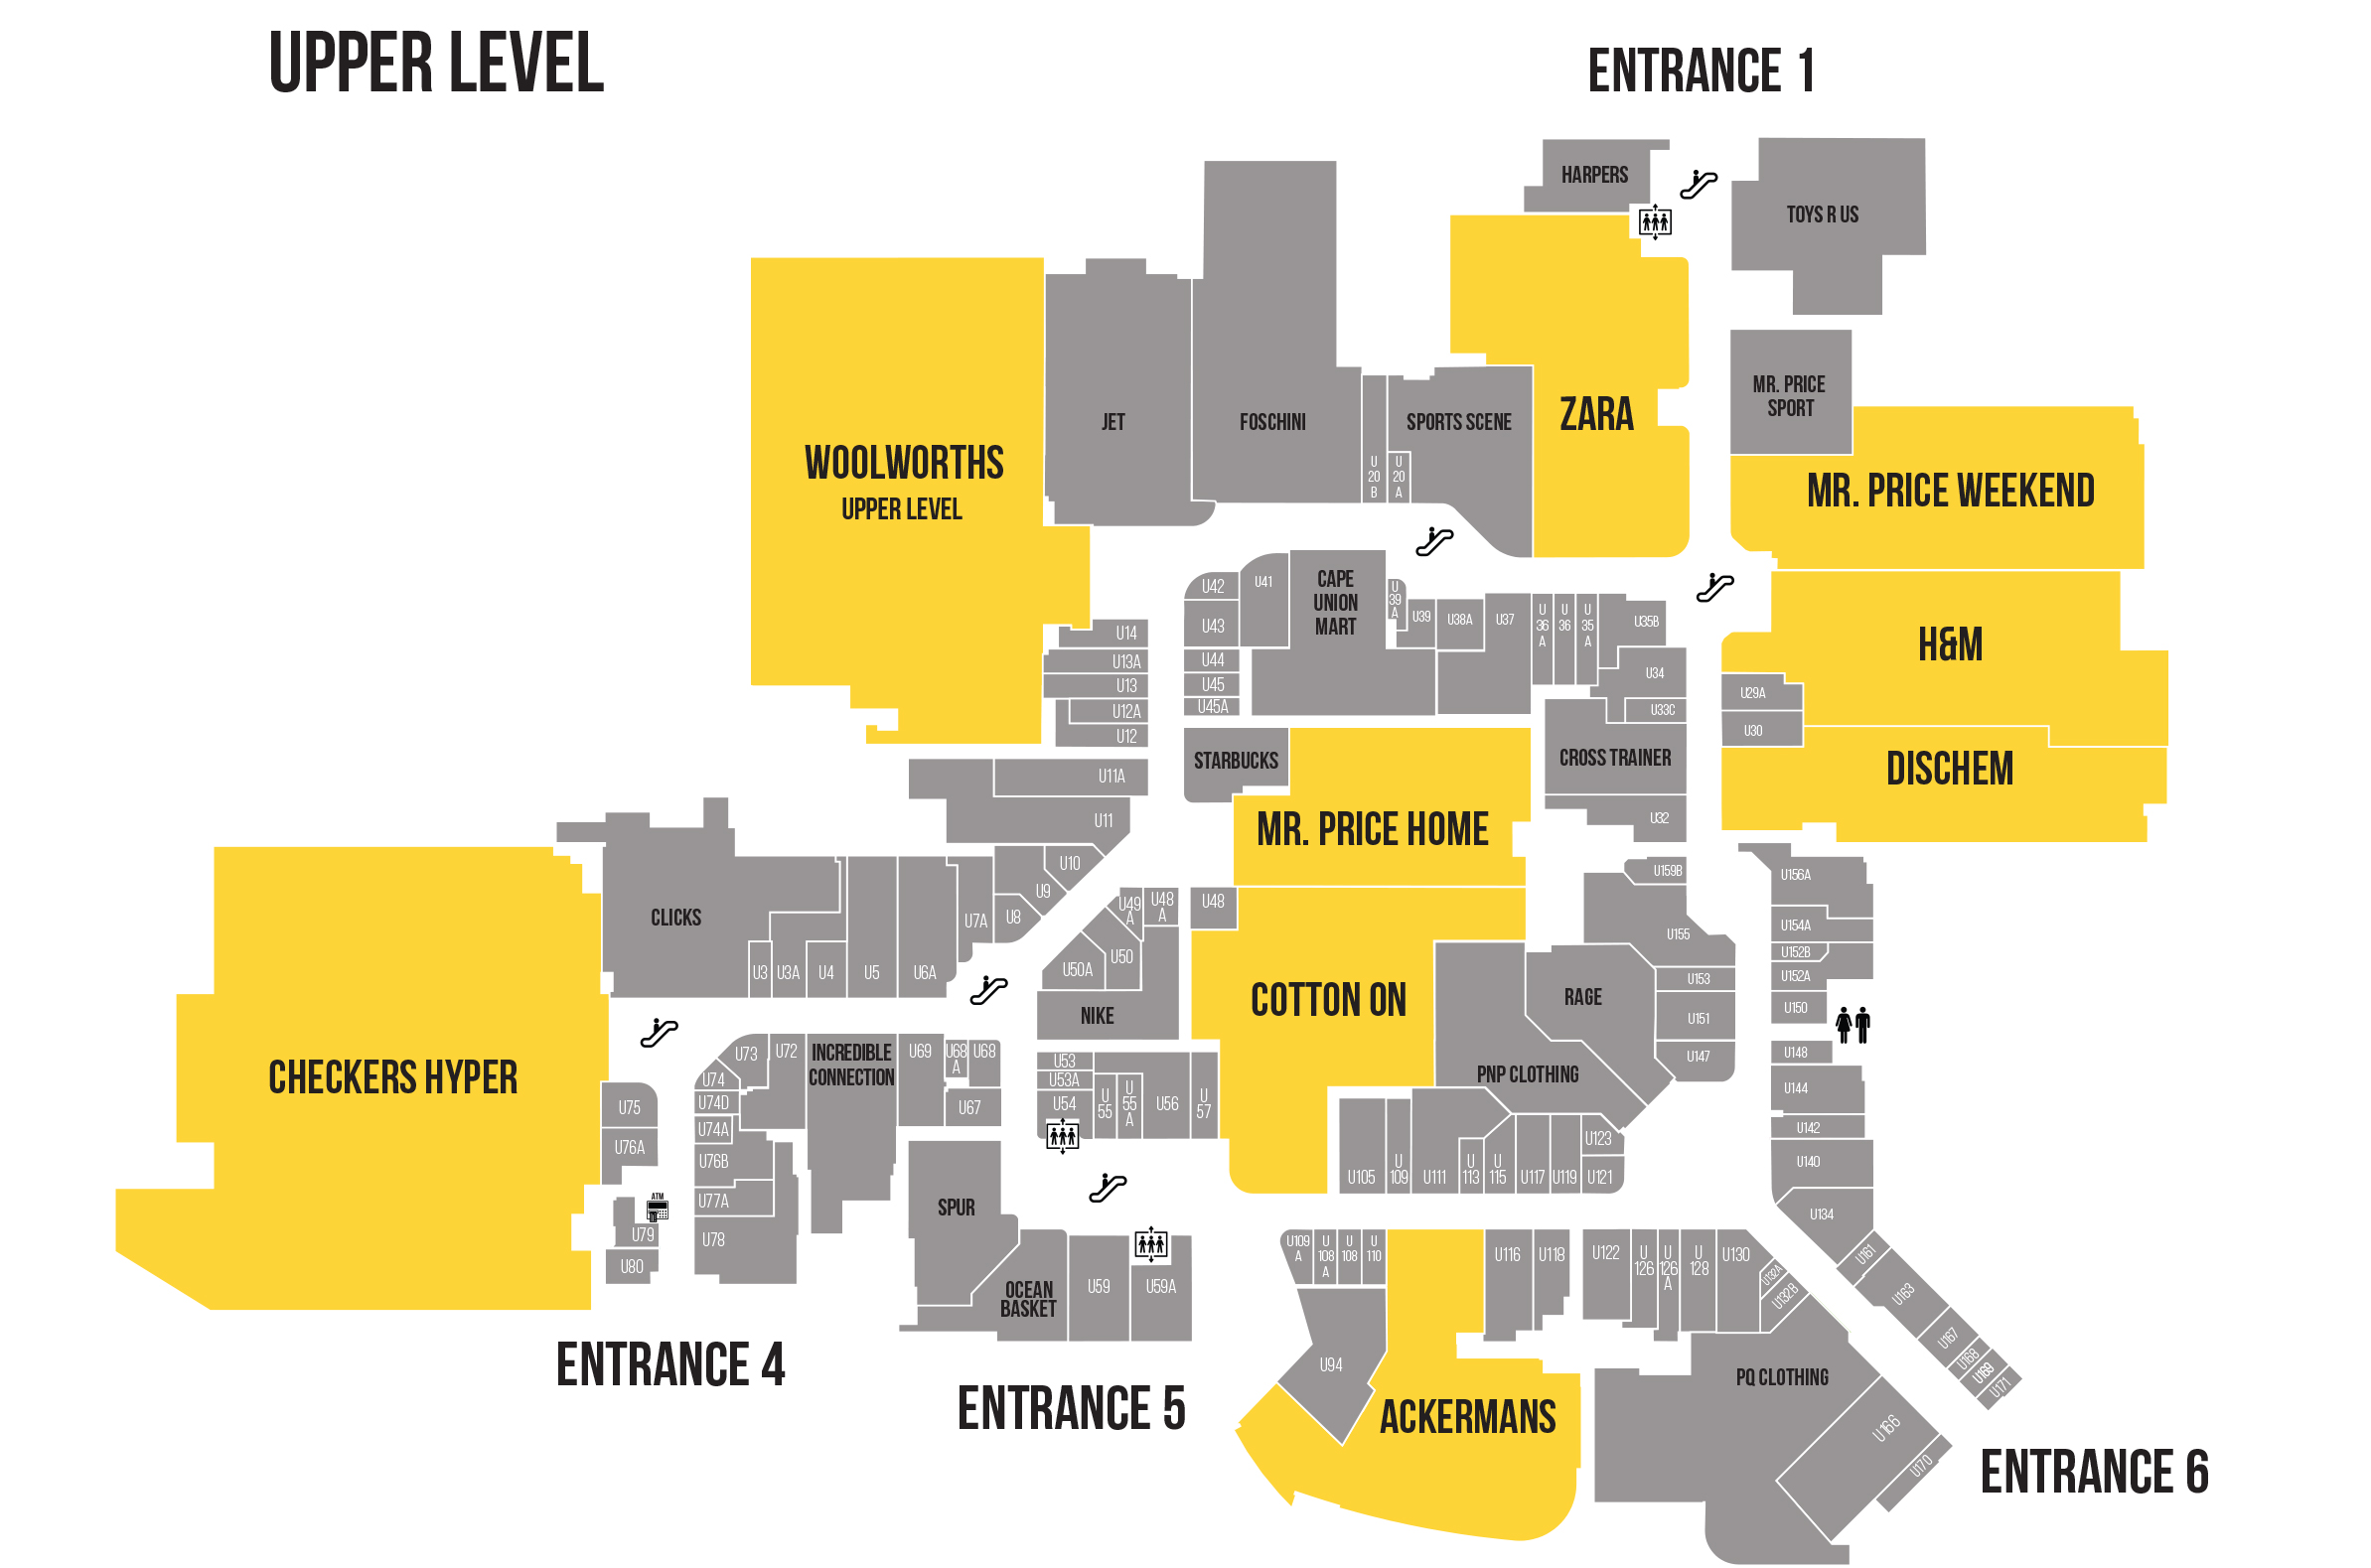 UPPER LEVEL
ENTRANCE 1
HARPERS
TOYS R US
MR. PRICE
SPORT
ZARA
JET
FOSCHINI
SPORTS SCENE
U
20
B
U
20
A
WOOLWORTHS
UPPER LEVEL
MR. PRICE WEEKEND
H&M
U29A
U30
DISCHEM
U42
U41
CAPE
UNION
MART
U
39
A
U39
U38A
U37
U
36
A
U
36
U
35
A
U35B
U43
U44
U45
U45A
U34
U33C
U14
U13A
U13
U12A
U12
STARBUCKS
CROSS TRAINER
U11A
U11
MR. PRICE HOME
U32
U10
U9
U8
U7A
CLICKS
U3
U3A
U4
U5
U6A
U49
A
U48
A
U48
U50A
U50
NIKE
COTTON ON
U159B
U155
U156A
U154A
U152B
U152A
U150
RAGE
U153
U151
U147
PNP CLOTHING
U148
U144
U142
U140
U134
CHECKERS HYPER
U73
U72
INCREDIBLE
CONNECTION
U69
U68
A
U68
U67
U74
U74D
U74A
U76B
U77A
U78
U75
U76A
ATM
U79
U80
U53
U53A
U54
U
55
U
55
A
U56
U
57
SPUR
OCEAN
BASKET
U59
U59A
U105
U
109
U111
U
113
U
115
U117
U119
U123
U121
U109
A
U
108
A
U
108
U
110
U94
U116
U118
U122
U
126
U
126
A
U
128
U130
U132A
U132B
U161
U163
U167
U168
U169
U171
ACKERMANS
PQ CLOTHING
U166
U170
ENTRANCE 4
ENTRANCE 5
ENTRANCE 6